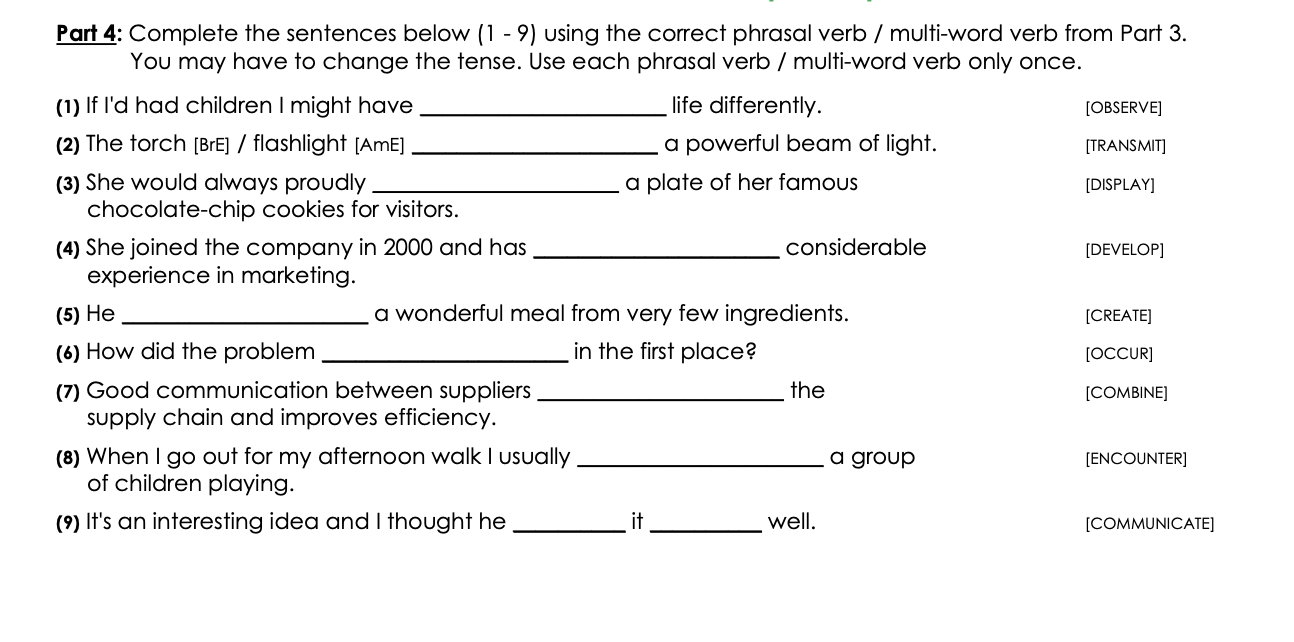 Part 4: Complete the sentences below (1 - 9) using the correct phrasal verb / multi-word verb from Part 3.
You may have to change the tense. Use each phrasal verb / multi-word verb only once.
(1) If I'd had children I might have ____________________ life differently. [OBSERVE]
(2) The torch [BrE] / flashlight [AmE] ____________________ a powerful beam of light. [TRANSMIT]
(3) She would always proudly ____________________ a plate of her famous [DISPLAY]
chocolate-chip cookies for visitors.
(4) She joined the company in 2000 and has ____________________ considerable [DEVELOP]
experience in marketing.
(5) He ____________________ a wonderful meal from very few ingredients. [CREATE]
(6) How did the problem ____________________ in the first place? [OCCUR]
(7) Good communication between suppliers ____________________ the [COMBINE]
supply chain and improves efficiency.
(8) When I go out for my afternoon walk I usually ____________________ a group [ENCOUNTER]
of children playing.
(9) It's an interesting idea and I thought he _________ it _________ well. [COMMUNICATE]